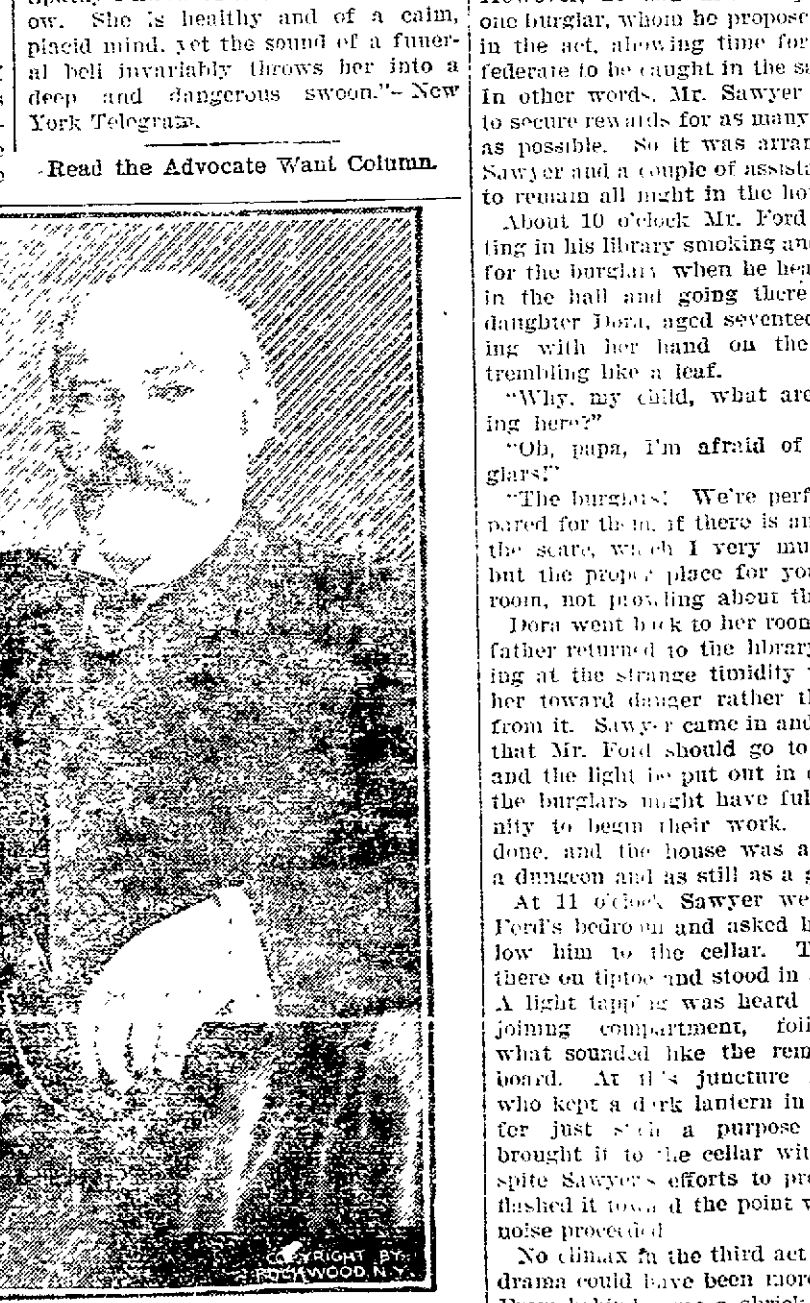 ow. She is healthy and of a calm,
placid mind, yet the sound of a funer-
al bell invariably throws her into a
deep and dangerous swoon."—New
York Telegram.
Read the Advocate Want Column.
COPYRIGHT BY
ROCKWOOD, N.Y.
one burglar, whom he propose
in the act, allowing time for
federate to be caught in the sa
In other words, Mr. Sawyer
to secure rewards for as many
as possible. So it was arran
Sawyer and a couple of assista
to remain all night in the ho
About 10 o'clock Mr. Ford
ting in his library smoking an
for the burglars when he hea
in the hall and going there
daughter Dora, aged sevented
ing with her hand on the
trembling like a leaf.
"Why, my child, what are
ing here?"
"Oh, papa, I'm afraid of
glars!"
"The burglars! We're perf
pared for them, if there is an
the scare, which I very mu
but the proper place for yo
room, not prowling about th
Dora went back to her room
father returned to the library
ing at the strange timidity
her toward danger rather th
from it. Sawyer came in and
that Mr. Ford should go to
and the light be put out in
the burglars might have ful
nity to begin their work.
done, and the house was a
a dungeon and as still as a g
At 11 o'clock Sawyer we
Ford's bedroom and asked h
low him to the cellar. T
there on tiptoe and stood in
A light tapping was heard
joining compartment, foll
what sounded like the rem
board. At this juncture
who kept a dark lantern in
for just such a purpose
brought it to the cellar wit
spite Sawyer's efforts to pre
flashed it toward the point w
noise proceeded
No climax in the third act
drama could have been more